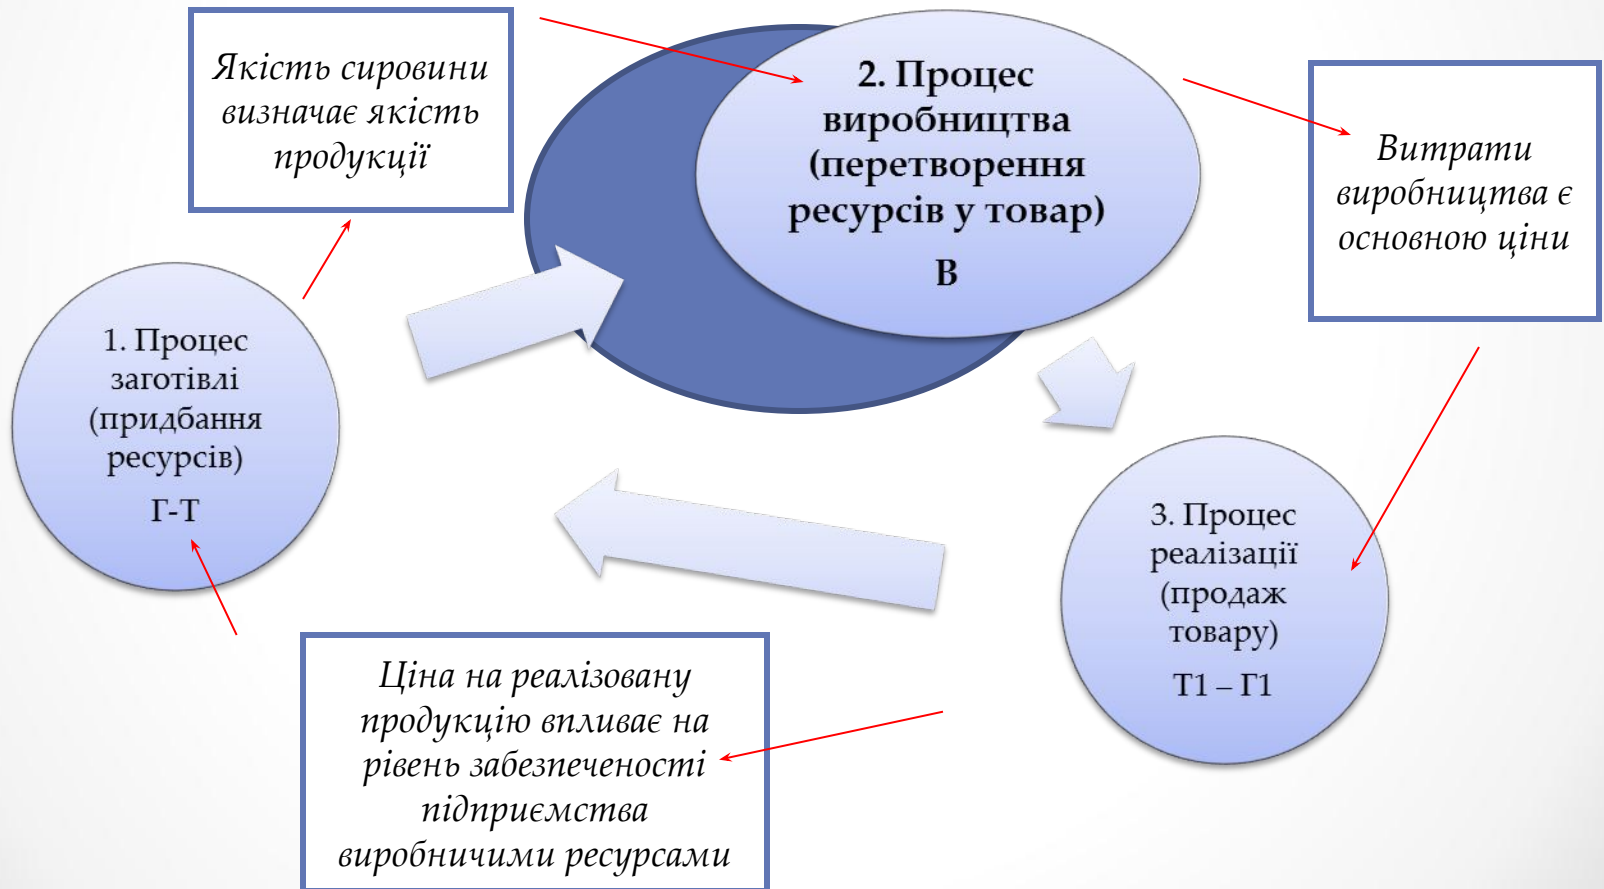 Якість сировини
визначає якість
продукції
2. Процес
виробництва
(перетворення
ресурсів у товар)
В
Витрати
виробництва є
основною ціни
1. Процес
заготівлі
(придбання
ресурсів)
Г-Т
3. Процес
реалізації
(продаж
товару)
Т1 – Г1
Ціна на реалізовану
продукцію впливає на
рівень забезпеченості
підприємства
виробничими ресурсами